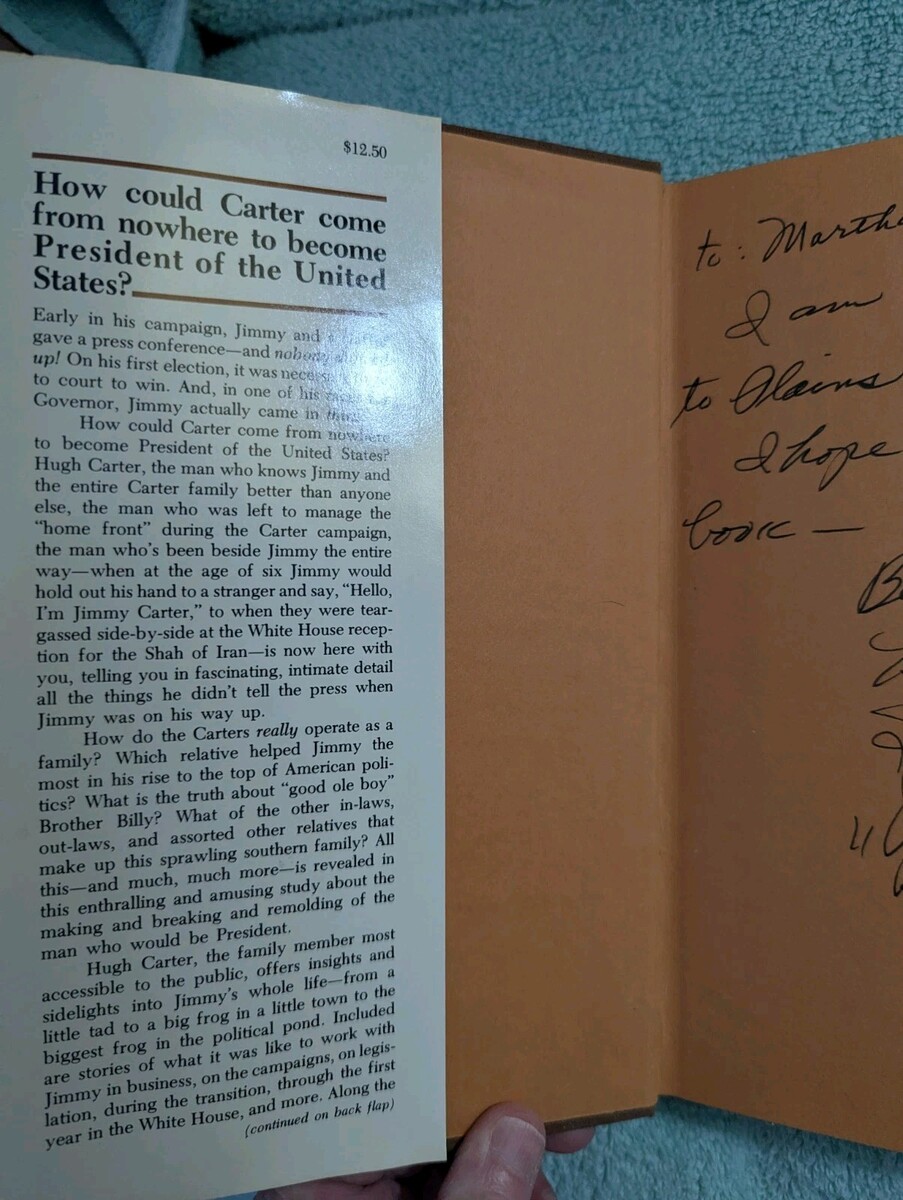 $12.50
How could Carter come
from nowhere to become
President of the United
States?
Early in his campaign, Jimmy and
gave a press conference—and nobody
up! On his first election, it was
to court to win. And, in one of his
Governor, Jimmy actually came in
How could Carter come from nowhere
to become President of the United States?
Hugh Carter, the man who knows Jimmy and
the entire Carter family better than anyone
else, the man who was left to manage the
“home front” during the Carter campaign,
the man who’s been beside Jimmy the entire
way—when at the age of six Jimmy would
hold out his hand to a stranger and say, “Hello,
I’m Jimmy Carter,” to when they were tear-
gassed side-by-side at the White House recep-
tion for the Shah of Iran—is now here with
you, telling you in fascinating, intimate detail
all the things he didn’t tell the press when
Jimmy was on his way up.
How do the Carters really operate as a
family? Which relative helped Jimmy the
most in his rise to the top of American poli-
tics? What is the truth about “good ole boy”
Brother Billy? What of the other in-laws,
out-laws, and assorted other relatives that
make up this sprawling southern family? All
this—and much, much more—is revealed in
this enthralling and amusing study about the
making and breaking and remolding of the
man who would be President.
Hugh Carter, the family member most
accessible to the public, offers insights and
sidelights into Jimmy’s whole life—from a
little tad to a big frog in a little town to the
biggest frog in the political pond. Included
are stories of what it was like to work with
Jimmy in business, on the campaigns, on legis-
lation, during the transition, through the first
year in the White House, and more. Along the
(continued on back flap)
to: Martha
I am
to Plains
I hope
book —